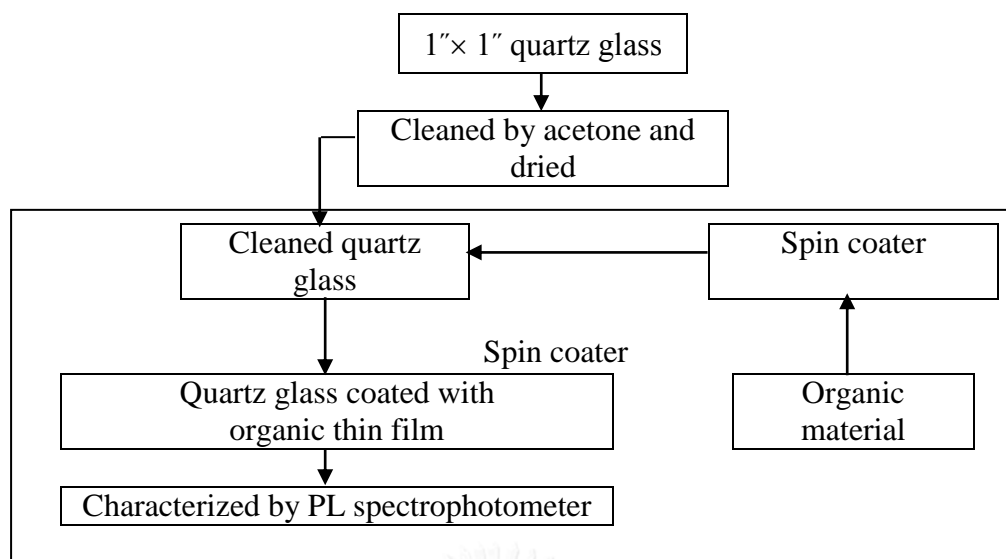 1˝× 1˝ quartz glass
Cleaned by acetone and
dried
Cleaned quartz
glass
Spin coater
Spin coater
Quartz glass coated with
organic thin film
Organic
material
Characterized by PL spectrophotometer